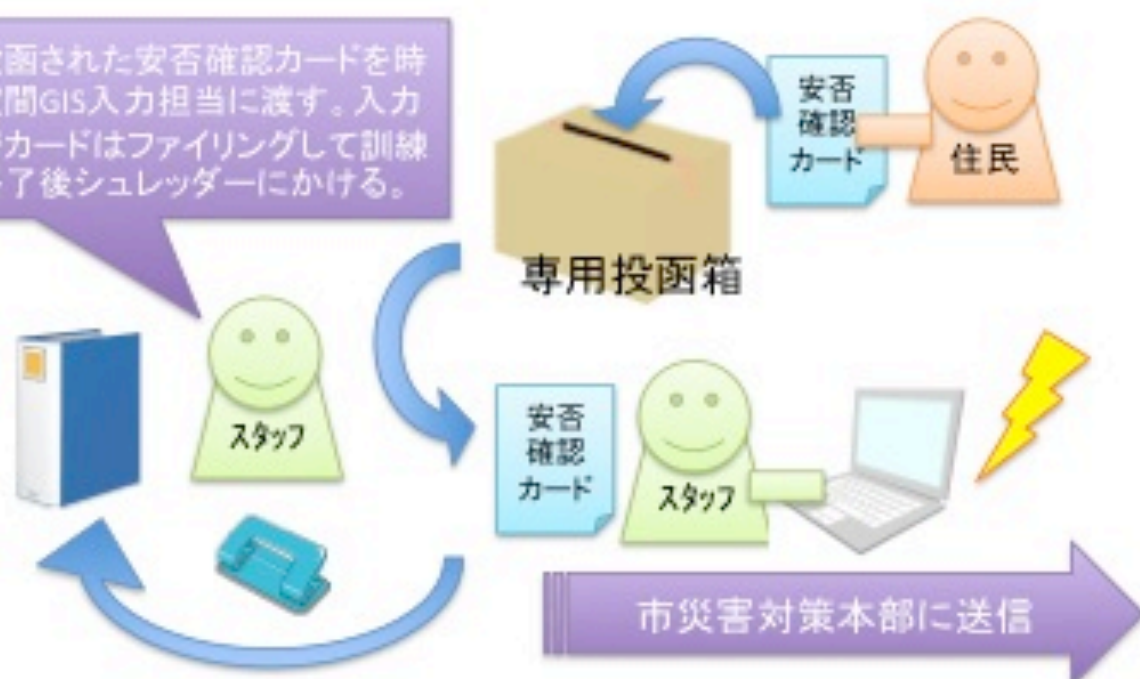 函された安否確認カードを時
間GIS入力担当に渡す。入力
カードはファイリングして訓練
了後シュレッダーにかける。
安否
確認
カード
住民
専用投函箱
スタッフ
安否
確認
カード
スタッフ
市災害対策本部に送信